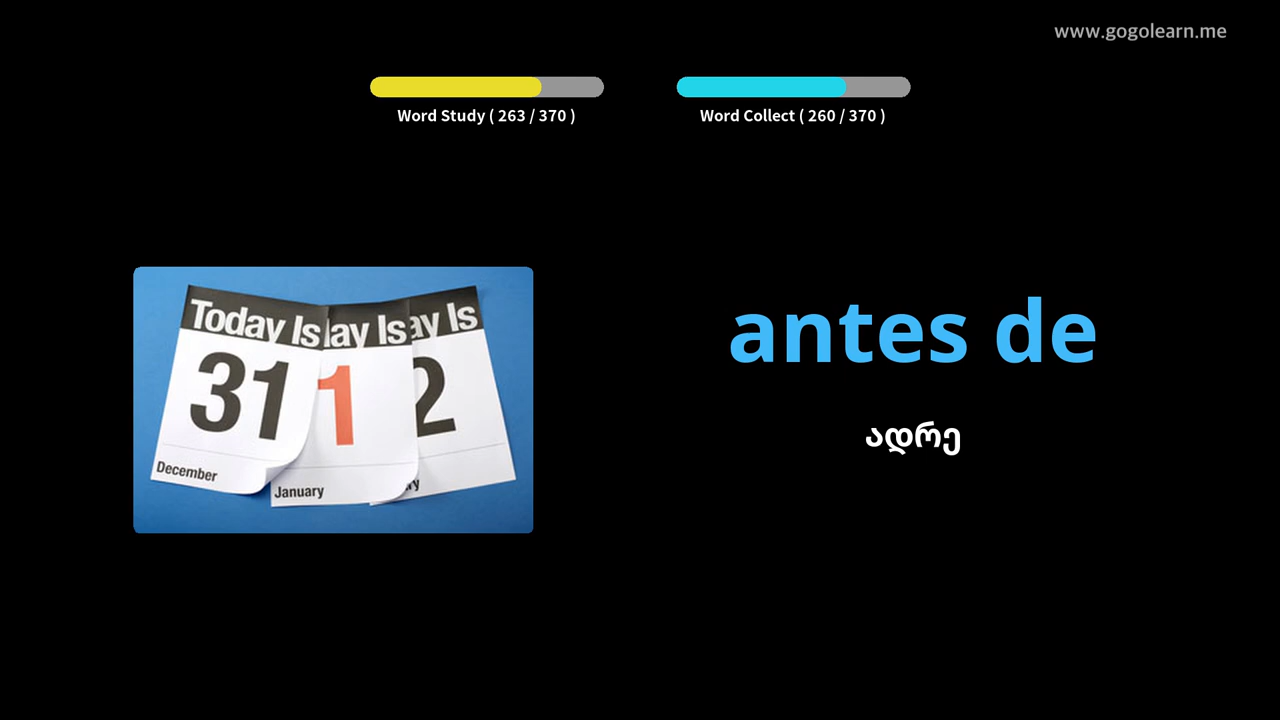 www.gogolearn.me
Word Study ( 263 / 370 )
Word Collect ( 260 / 370 )
antes de
ადრე
Today Is
31
December
lay Is
1
January
ay Is
2
ry